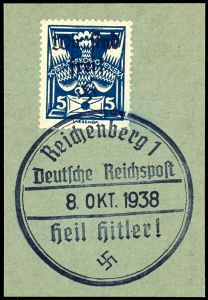 5 5
Reichenberg 1
Deutsche Reichspost
8. OKT. 1938
Heil Hitler!